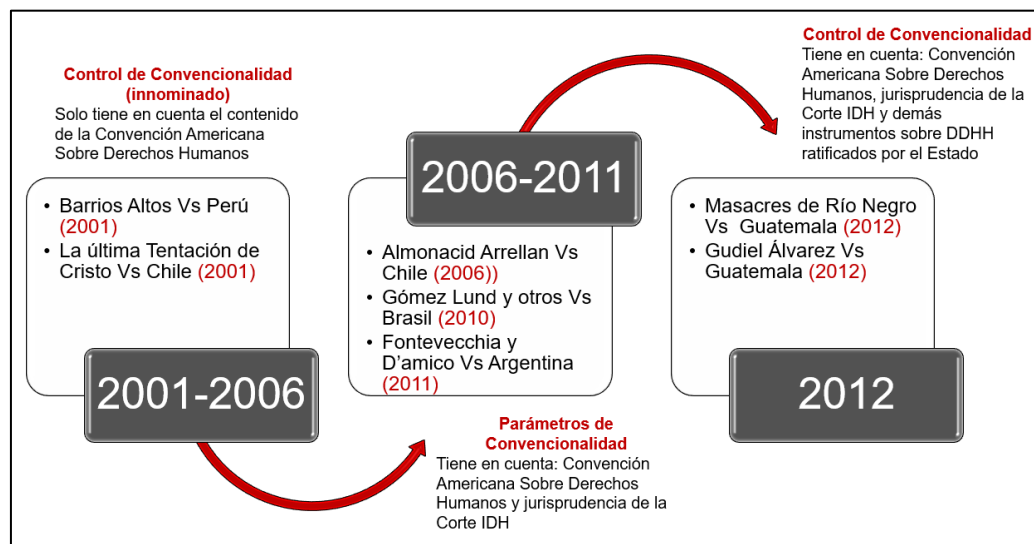 Control de Convencionalidad
(innominado)
Solo tiene en cuenta el contenido
de la Convención Americana
Sobre Derechos Humanos
• Barrios Altos Vs Perú
(2001)
• La última Tentación de
Cristo Vs Chile (2001)
2001-2006
2006-2011
• Almonacid Arrellan Vs
Chile (2006))
• Gómez Lund y otros Vs
Brasil (2010)
• Fontevecchia y
D’amico Vs Argentina
(2011)
Parámetros de
Convencionalidad
Tiene en cuenta: Convención
Americana Sobre Derechos
Humanos y jurisprudencia de la
Corte IDH
Control de Convencionalidad
Tiene en cuenta: Convención
Americana Sobre Derechos
Humanos, jurisprudencia de la
Corte IDH y demás
instrumentos sobre DDHH
ratificados por el Estado
• Masacres de Río Negro
Vs Guatemala (2012)
• Gudiel Álvarez Vs
Guatemala (2012)
2012